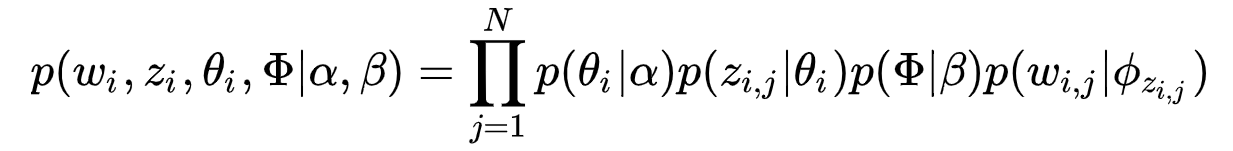 p(w_i, z_i, θ_i, Φ|α, β) = ∏_{j=1}^{N} p(θ_i|α)p(z_{i,j}|θ_i)p(Φ|β)p(w_{i,j}|ϕ_{z_{i,j}})